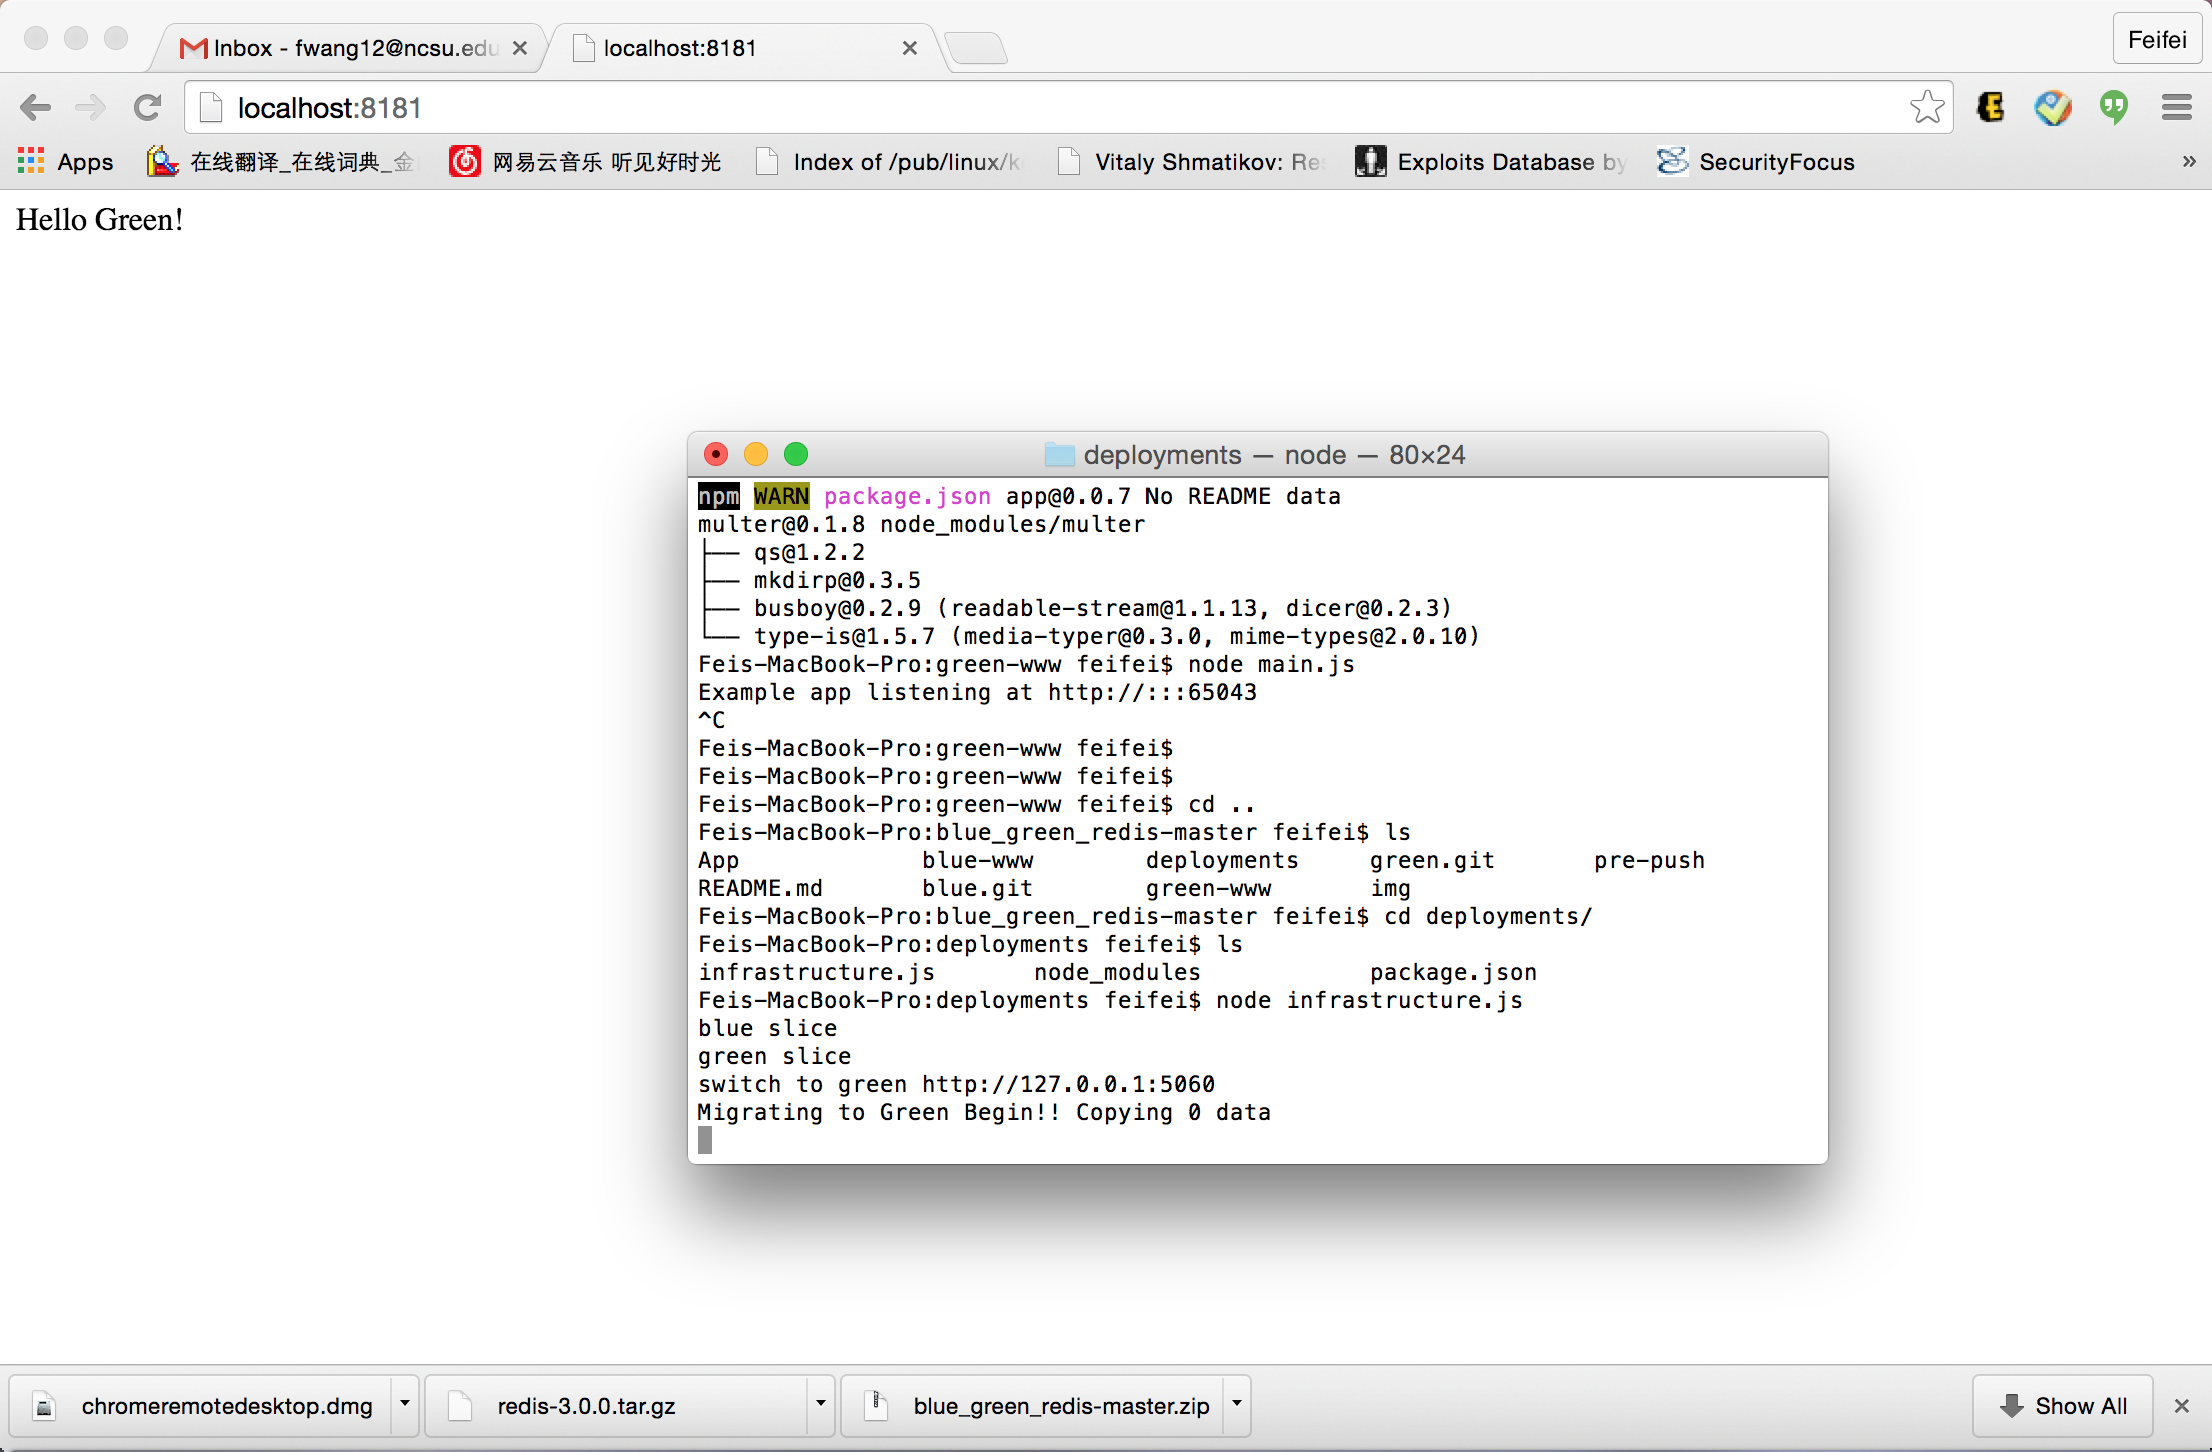 Inbox - fwang12@ncsu.edu
localhost:8181
Feifei
localhost:8181
Apps
在线翻译_在线词典_金
网易云音乐 听见好时光
Index of /pub/linux/k
Vitaly Shmatikov: Res
Exploits Database by
SecurityFocus
»
Hello Green!
deployments — node — 80×24
npm WARN package.json app@0.0.7 No README data
multer@0.1.8 node_modules/multer
├── qs@1.2.2
├── mkdirp@0.3.5
├── busboy@0.2.9 (readable-stream@1.1.13, dicer@0.2.3)
└── type-is@1.5.7 (media-typer@0.3.0, mime-types@2.0.10)
Feis-MacBook-Pro:green-www feifei$ node main.js
Example app listening at http://:::65043
^C
Feis-MacBook-Pro:green-www feifei$
Feis-MacBook-Pro:green-www feifei$
Feis-MacBook-Pro:green-www feifei$ cd ..
Feis-MacBook-Pro:blue_green_redis-master feifei$ ls
App blue-www deployments green.git pre-push
README.md blue.git green-www img
Feis-MacBook-Pro:blue_green_redis-master feifei$ cd deployments/
Feis-MacBook-Pro:deployments feifei$ ls
infrastructure.js node_modules package.json
Feis-MacBook-Pro:deployments feifei$ node infrastructure.js
blue slice
green slice
switch to green http://127.0.0.1:5060
Migrating to Green Begin!! Copying 0 data
chromeremotedesktop.dmg
redis-3.0.0.tar.gz
blue_green_redis-master.zip
Show All